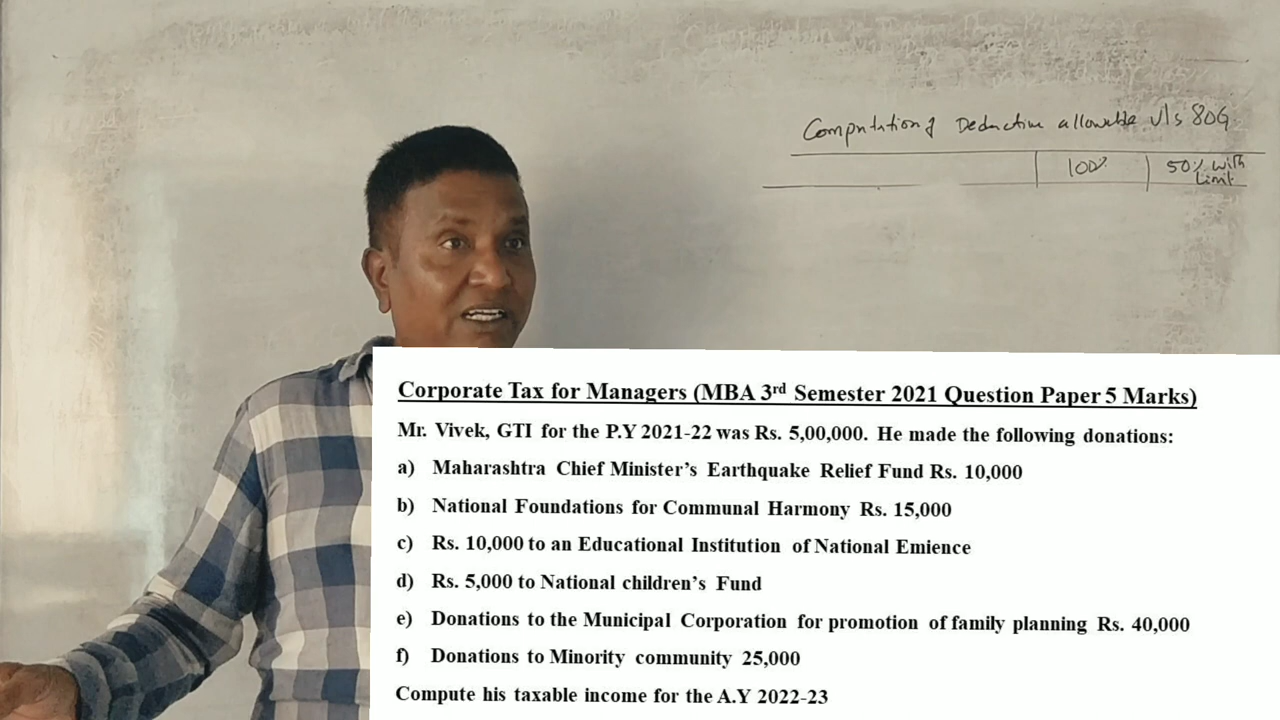 Computation of Deduction allowable u/s 80G
100% 50% with
Limit
Corporate Tax for Managers (MBA 3rd Semester 2021 Question Paper 5 Marks)
Mr. Vivek, GTI for the P.Y 2021-22 was Rs. 5,00,000. He made the following donations:
a) Maharashtra Chief Minister's Earthquake Relief Fund Rs. 10,000
b) National Foundations for Communal Harmony Rs. 15,000
c) Rs. 10,000 to an Educational Institution of National Emience
d) Rs. 5,000 to National children's Fund
e) Donations to the Municipal Corporation for promotion of family planning Rs. 40,000
f) Donations to Minority community 25,000
Compute his taxable income for the A.Y 2022-23